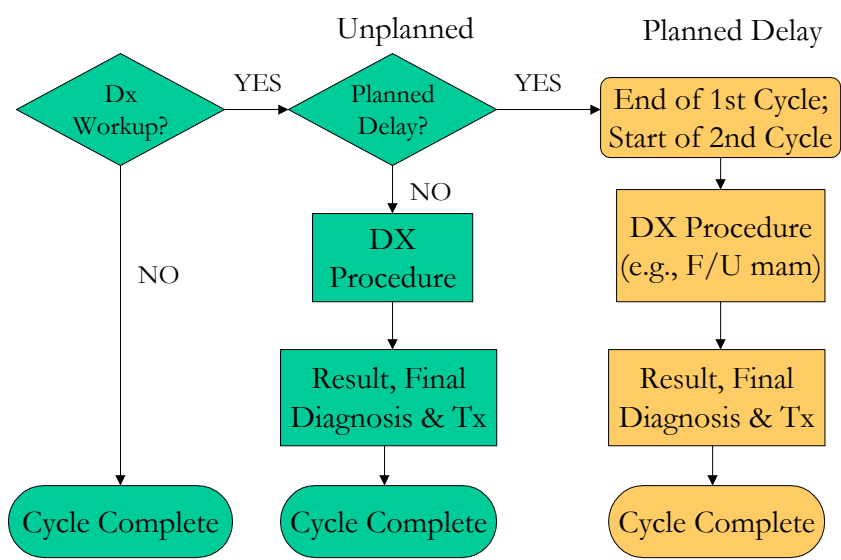 Unplanned
Planned Delay
Dx
Workup?
YES
Planned
Delay?
YES
End of 1st Cycle;
Start of 2nd Cycle
NO
NO
DX
Procedure
DX Procedure
(e.g., F/U mam)
Result, Final
Diagnosis & Tx
Result, Final
Diagnosis & Tx
Cycle Complete
Cycle Complete
Cycle Complete